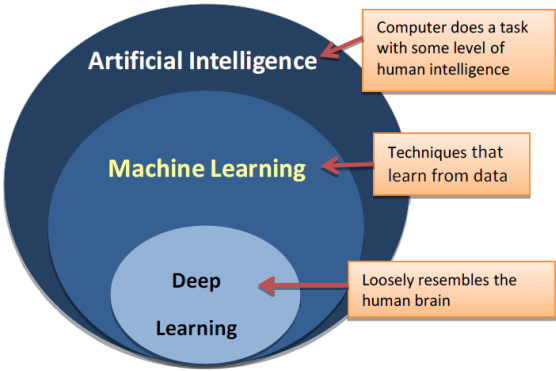 Computer does a task
with some level of
human intelligence
Artificial Intelligence
Machine Learning
Techniques that
learn from data
Deep
Learning
Loosely resembles the
human brain